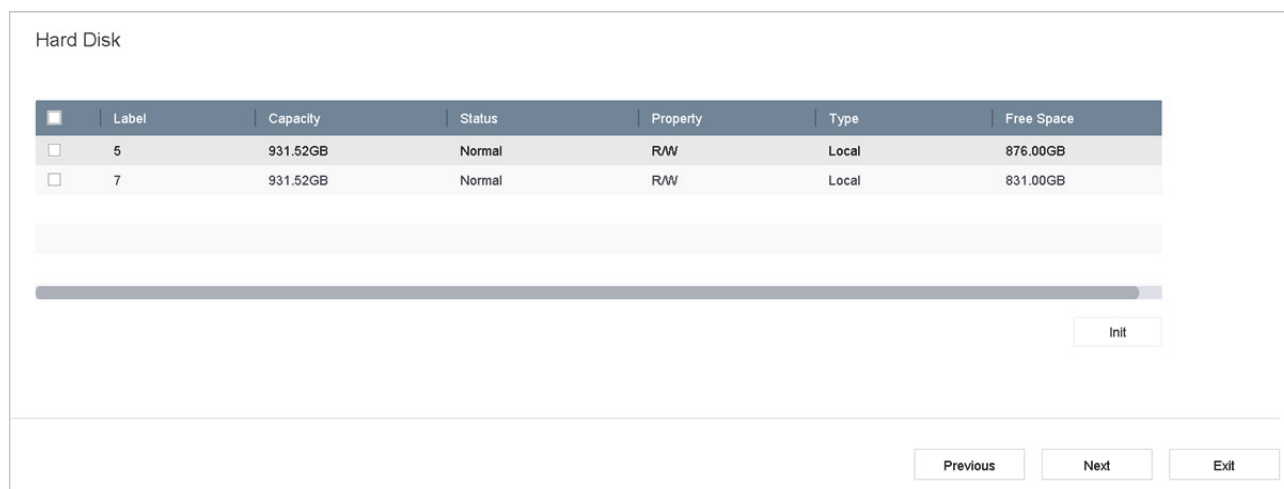 Hard Disk
Label Capacity Status Property Type Free Space
5 931.52GB Normal R/W Local 876.00GB
7 931.52GB Normal R/W Local 831.00GB
Init
Previous Next Exit